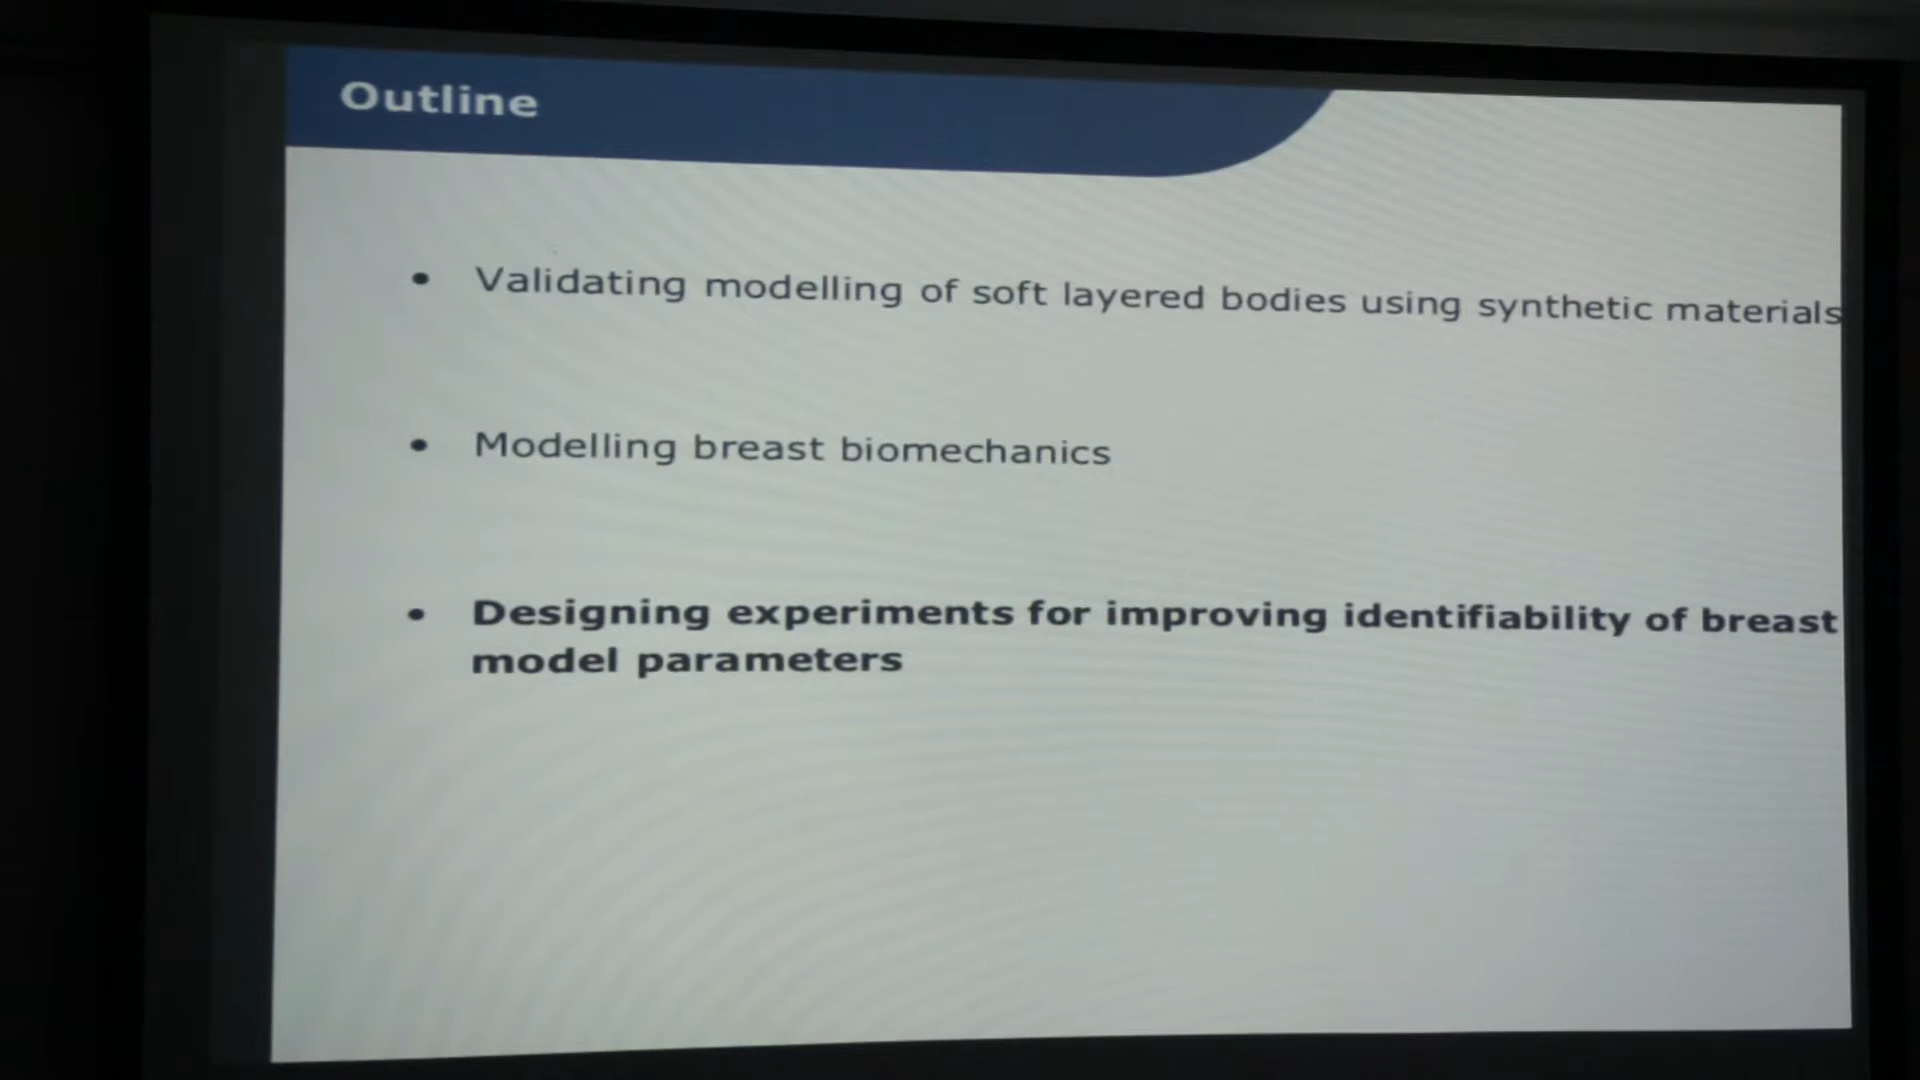 Outline
• Validating modelling of soft layered bodies using synthetic materials
• Modelling breast biomechanics
• Designing experiments for improving identifiability of breast
model parameters